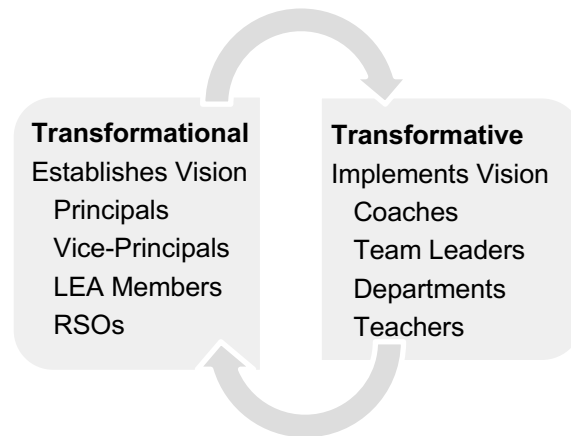 Transformational
Establishes Vision
Principals
Vice-Principals
LEA Members
RSOs
Transformative
Implements Vision
Coaches
Team Leaders
Departments
Teachers